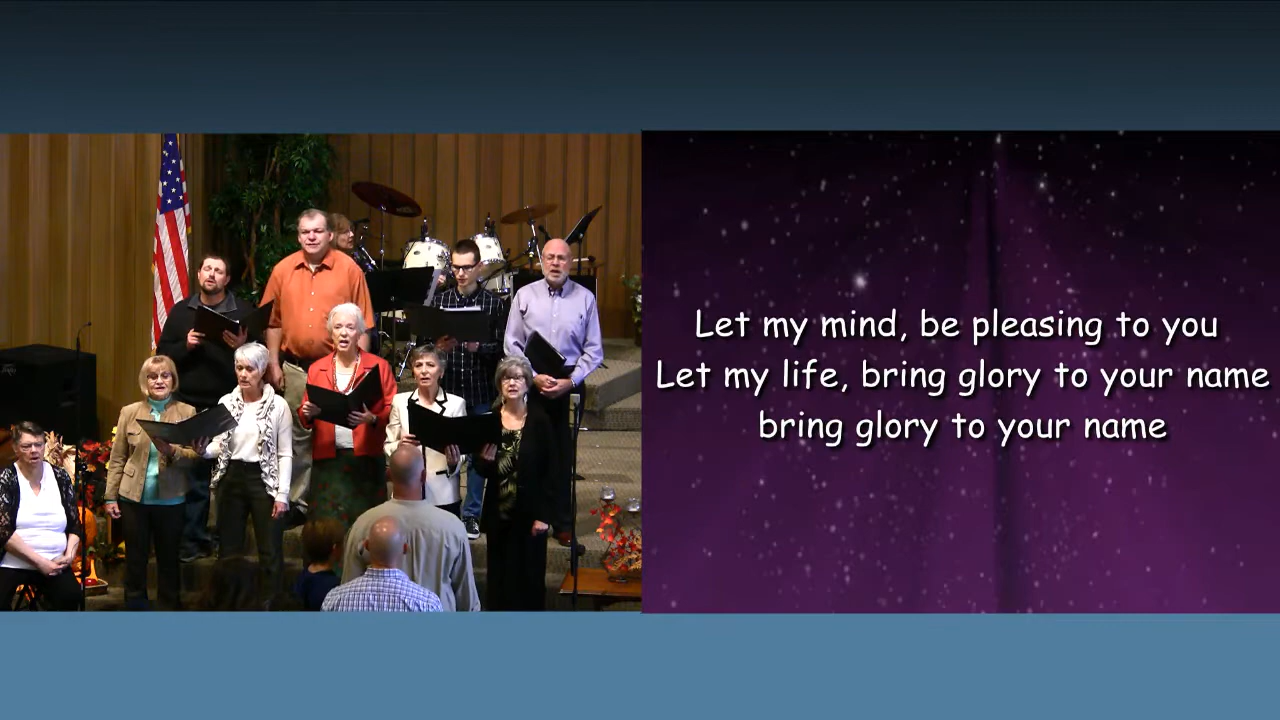 Let my mind, be pleasing to you
Let my life, bring glory to your name
bring glory to your name